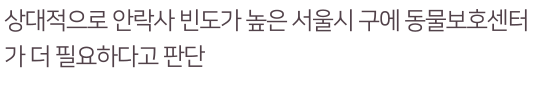 상대적으로 안락사 빈도가 높은 서울시 구에 동물보호센터
가 더 필요하다고 판단